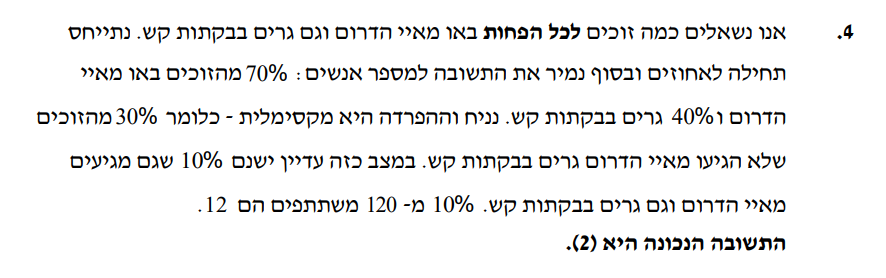 4. אנו נשאלים כמה זוכים לכל הפחות באו מאיי הדרום וגם גרים בבקתות קש. נתייחס
תחילה לאחוזים ובסוף נמיר את התשובה למספר אנשים: 70% מהזוכים באו מאיי
הדרום ו 40% גרים בבקתות קש. נניח וההפרדה היא מקסימלית - כלומר 30% מהזוכים
שלא הגיעו מאיי הדרום גרים בבקתות קש. במצב כזה עדיין ישנם 10% שגם מגיעים
מאיי הדרום וגם גרים בבקתות קש. 10% מ- 120 משתתפים הם 12.
התשובה הנכונה היא (2).